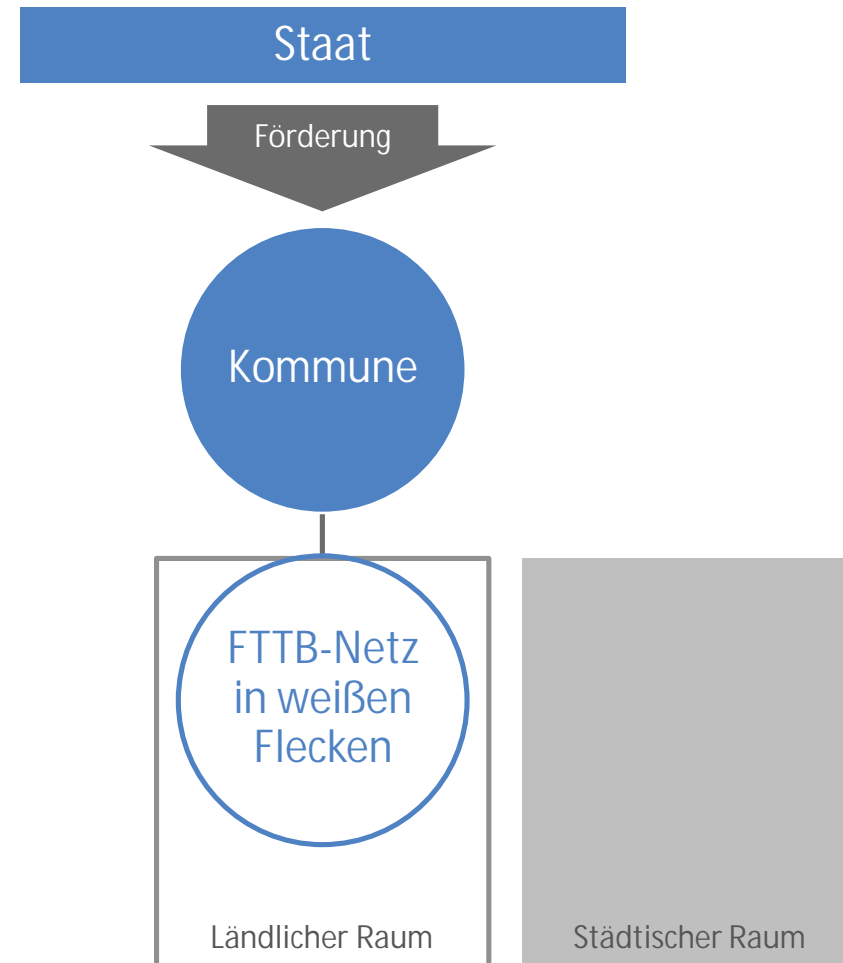 Staat
Förderung
Kommune
FTTB-Netz
in weißen
Flecken
Ländlicher Raum
Städtischer Raum